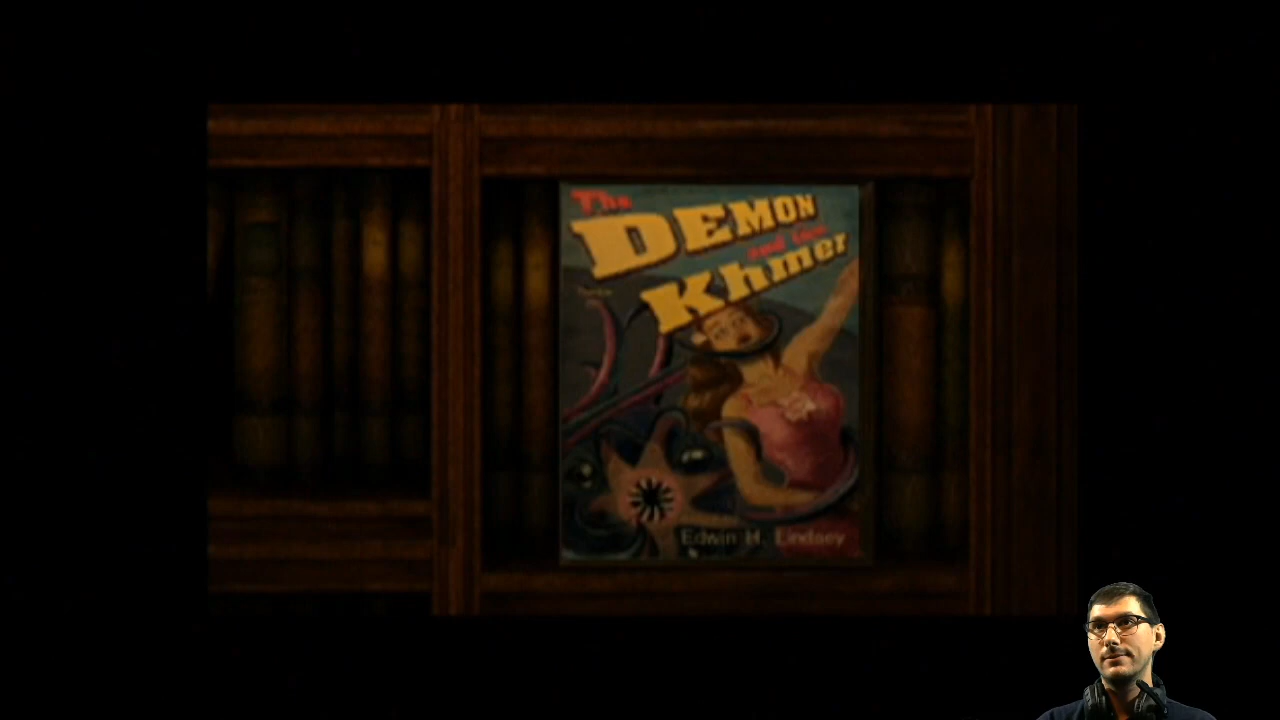 The
DEMON
and the
Khmer
Edwin H. Lindsey